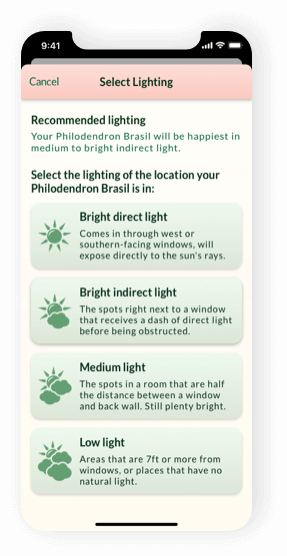 9:41
Cancel
Select Lighting
Recommended lighting
Your Philodendron Brasil will be happiest in
medium to bright indirect light.
Select the lighting of the location your
Philodendron Brasil is in:
Bright direct light
Comes in through west or
southern-facing windows, will
expose directly to the sun's rays.
Bright indirect light
The spots right next to a window
that receives a dash of direct light
before being obstructed.
Medium light
The spots in a room that are half
the distance between a window
and back wall. Still plenty bright.
Low light
Areas that are 7ft or more from
windows, or places that have no
natural light.